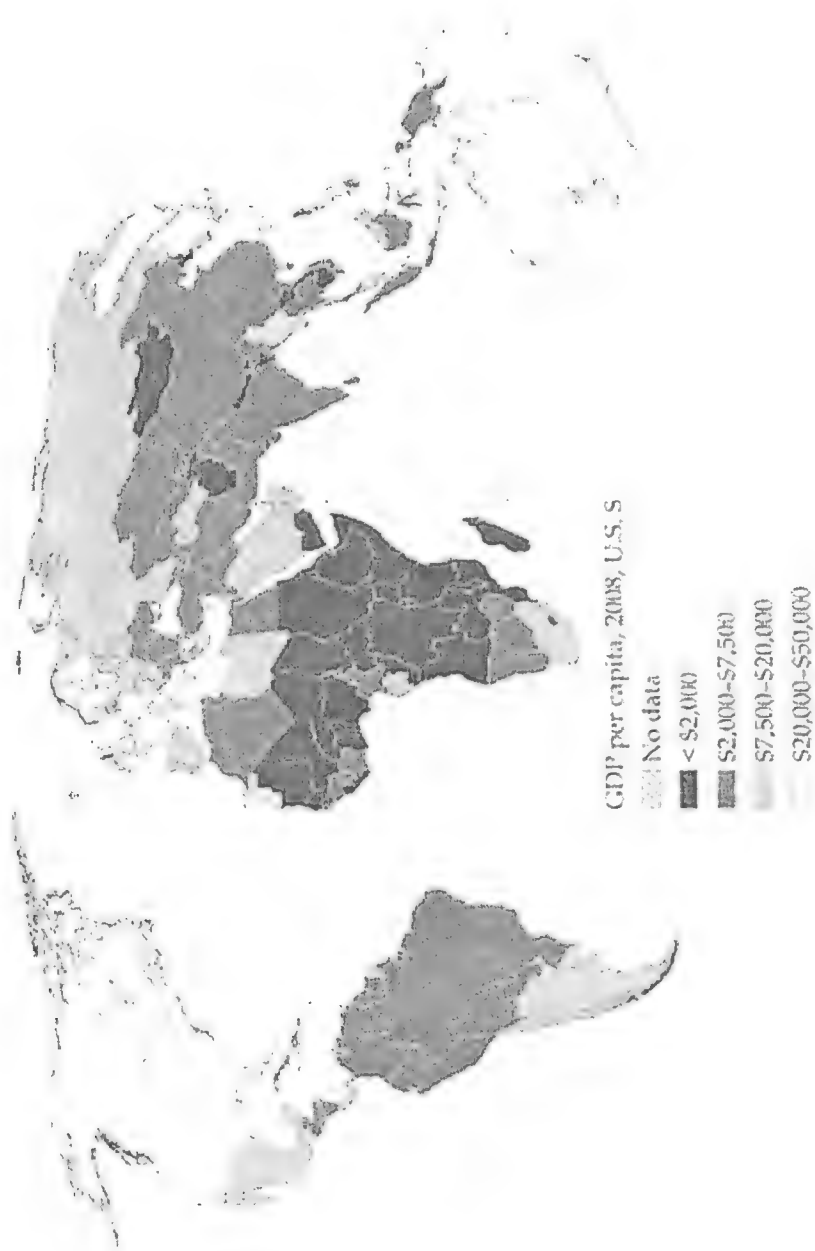 GDP per capita, 2008, U.S. $
No data
< $2,000
$2,000–$7,500
$7,500–$20,000
$20,000–$50,000